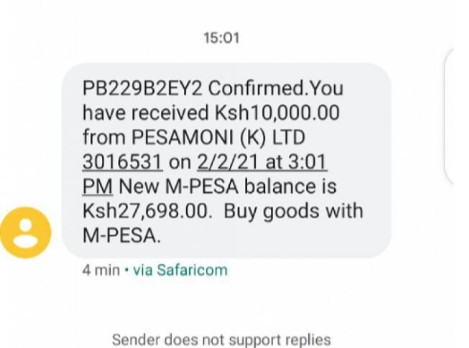 15:01
PB229B2EY2 Confirmed.You
have received Ksh10,000.00
from PESAMONI (K) LTD
3016531 on 2/2/21 at 3:01
PM New M-PESA balance is
Ksh27,698.00.  Buy goods with
M-PESA.
4 min • via Safaricom
Sender does not support replies